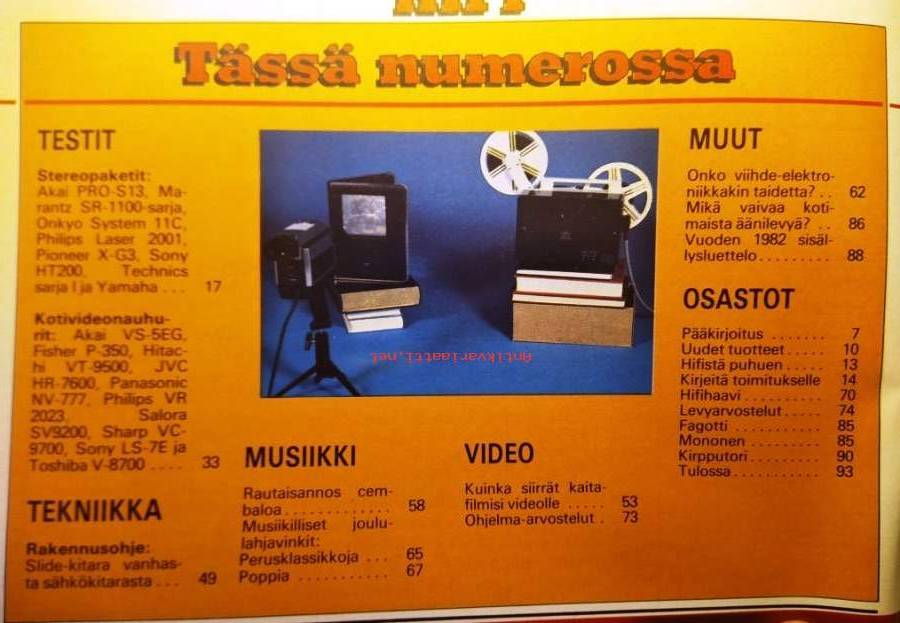 Tässä numerossa
TESTIT
Stereopaketit:
Akai PRO-S13, Ma-
rantz SR-1100-sarja,
Onkyo System 11C,
Philips Laser 2001,
Pioneer X-G3, Sony
HT200, Technics
sarja I ja Yamaha ... 17
Kotivideonauhu-
rit: Akai VS-5EG,
Fisher P-350, Hitac-
hi VT-9500, JVC
HR-7600, Panasonic
NV-777, Philips VR
2023, Salora
SV9200, Sharp VC-
9700, Sony LS-7E ja
Toshiba V-8700 .... 33
TEKNIIKKA
Rakennusohje:
Slide-kitara vanhas-
ta sähkökitarasta ... 49
Antikvariaatti.net
MUSIIKKI
Rautaisannos cem-
baloa ............. 58
Musiikilliset joulu-
lahjavinkit:
Perusklassikkoja ... 65
Poppia ........... 67
VIDEO
Kuinka siirrät kaita-
filmisi videolle ..... 53
Ohjelma-arvostelut . 73
MUUT
Onko viihde-elektro-
niikkakin taidetta? .. 62
Mikä vaivaa koti-
maista äänilevyä? .. 86
Vuoden 1982 sisäl-
lysluettelo ......... 88
OSASTOT
Pääkirjoitus ....... 7
Uudet tuotteet ..... 10
Hifistä puhuen ..... 13
Kirjeitä toimitukselle 14
Hifihaavi .......... 70
Levyarvostelut ..... 74
Fagotti ........... 85
Mononen ......... 85
Kirpputori ......... 90
Tulossa ........... 93